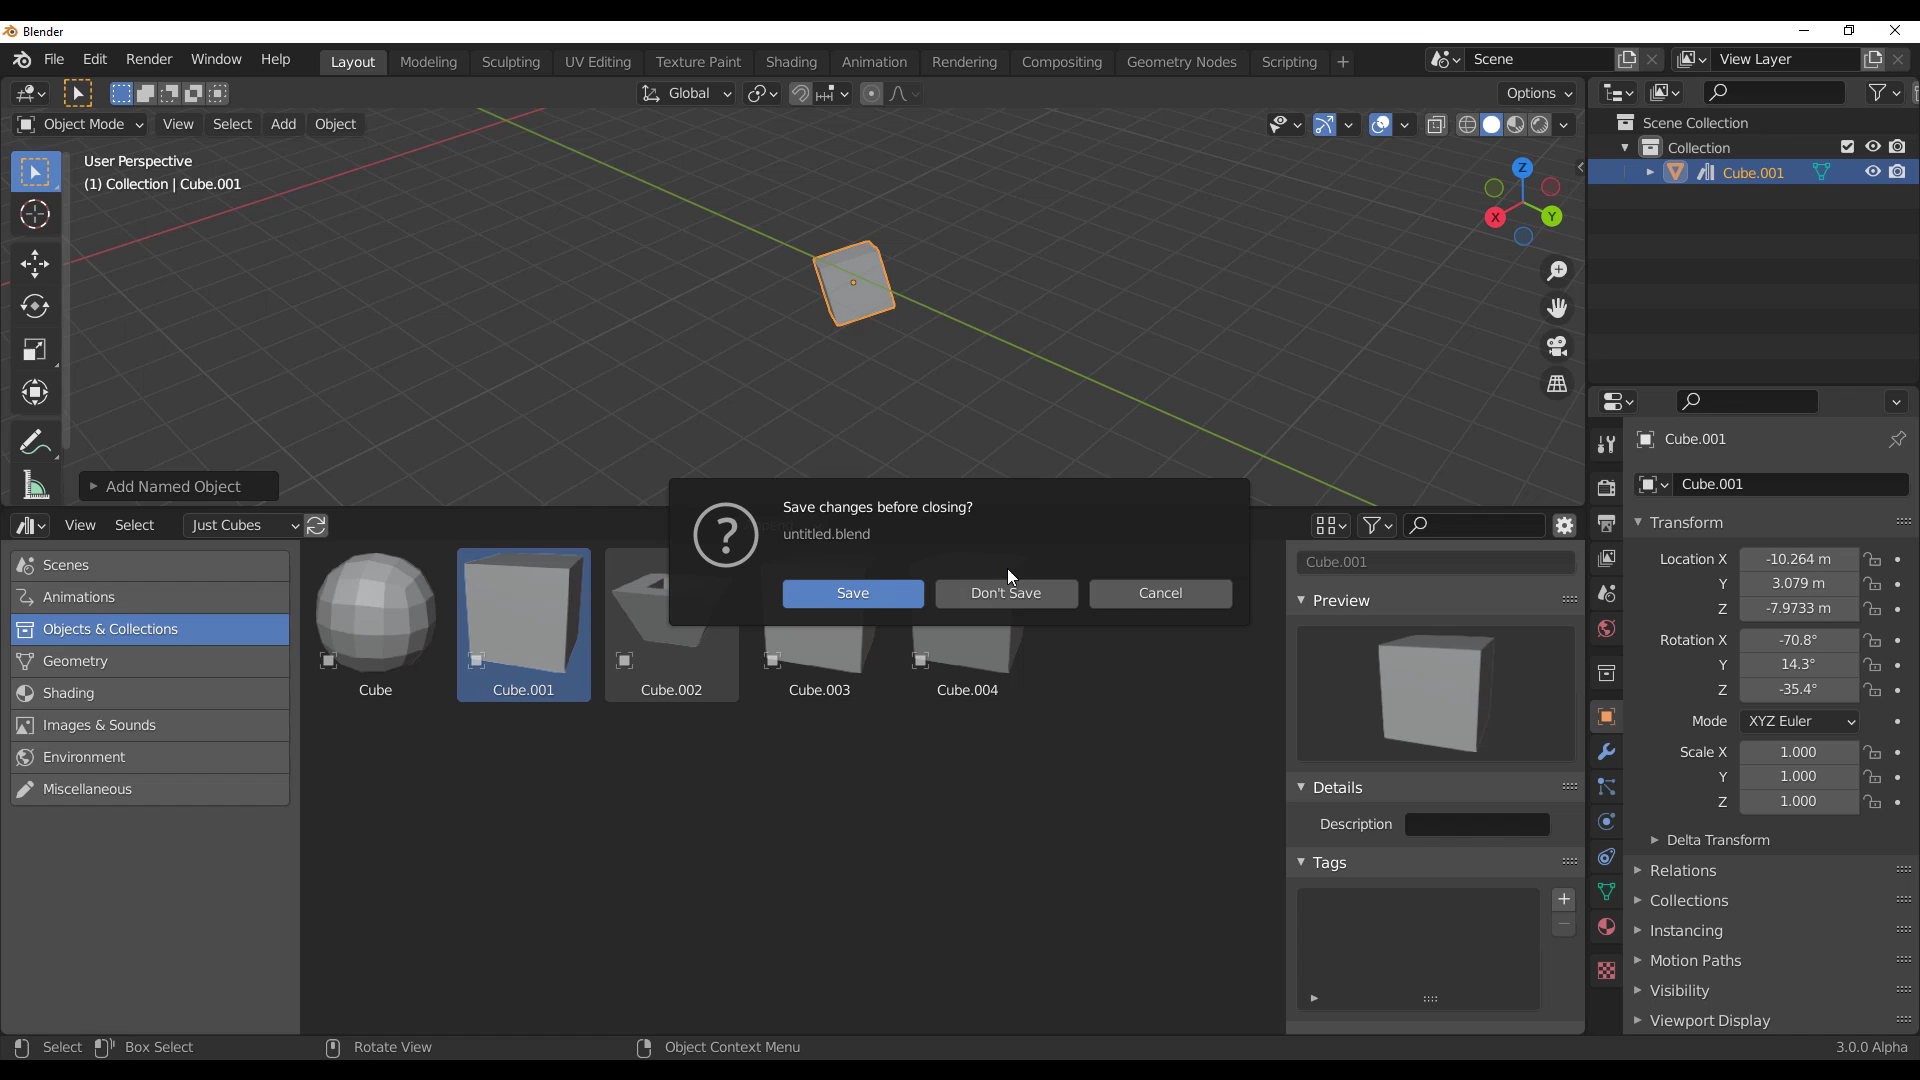 Blender
File Edit Render Window Help Layout Modeling Sculpting UV Editing Texture Paint Shading Animation Rendering Compositing Geometry Nodes Scripting + Scene View Layer
Global Options
Object Mode View Select Add Object
User Perspective
(1) Collection | Cube.001
Z
X
Y
Add Named Object
Scene Collection
Collection
Cube.001
Cube.001
Cube.001
Transform
Location X -10.264 m
Y 3.079 m
Z -7.9733 m
Rotation X -70.8°
Y 14.3°
Z -35.4°
Mode XYZ Euler
Scale X 1.000
Y 1.000
Z 1.000
Delta Transform
Relations
Collections
Instancing
Motion Paths
Visibility
Viewport Display
View Select Just Cubes
Scenes
Animations
Objects & Collections
Geometry
Shading
Images & Sounds
Environment
Miscellaneous
Cube
Cube.001
Cube.002
Cube.003
Cube.004
Save changes before closing?
untitled.blend
Save Don't Save Cancel
Cube.001
Preview
Details
Description
Tags
Select Box Select Rotate View Object Context Menu 3.0.0 Alpha